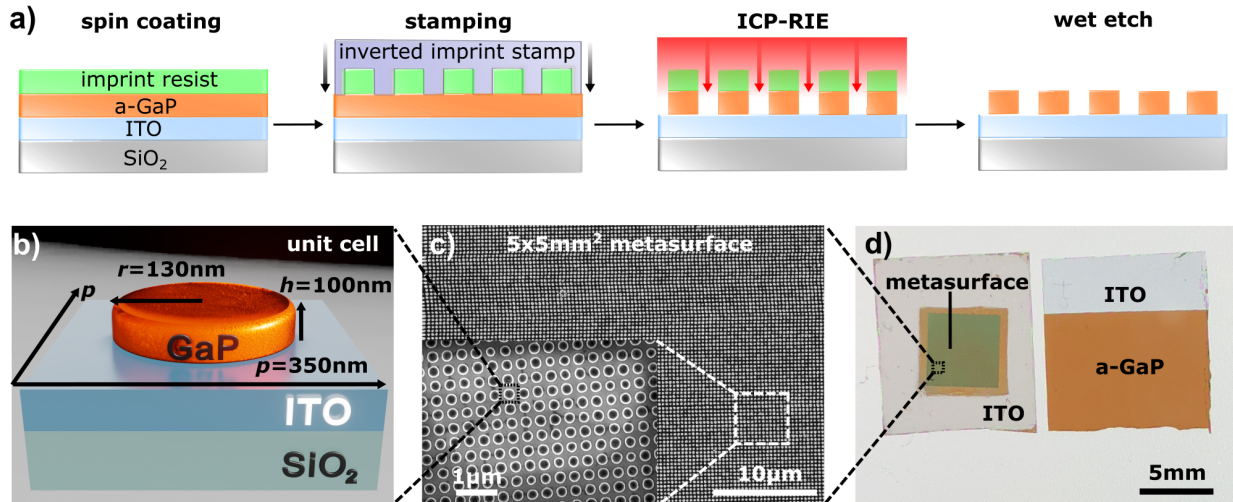 a)
spin coating
stamping
ICP-RIE
wet etch
imprint resist
a-GaP
ITO
SiO₂
inverted imprint stamp
b)
unit cell
r=130nm
h=100nm
p
GaP
p=350nm
ITO
SiO₂
c)
5x5mm² metasurface
1µm
10µm
d)
metasurface
ITO
ITO
a-GaP
5mm